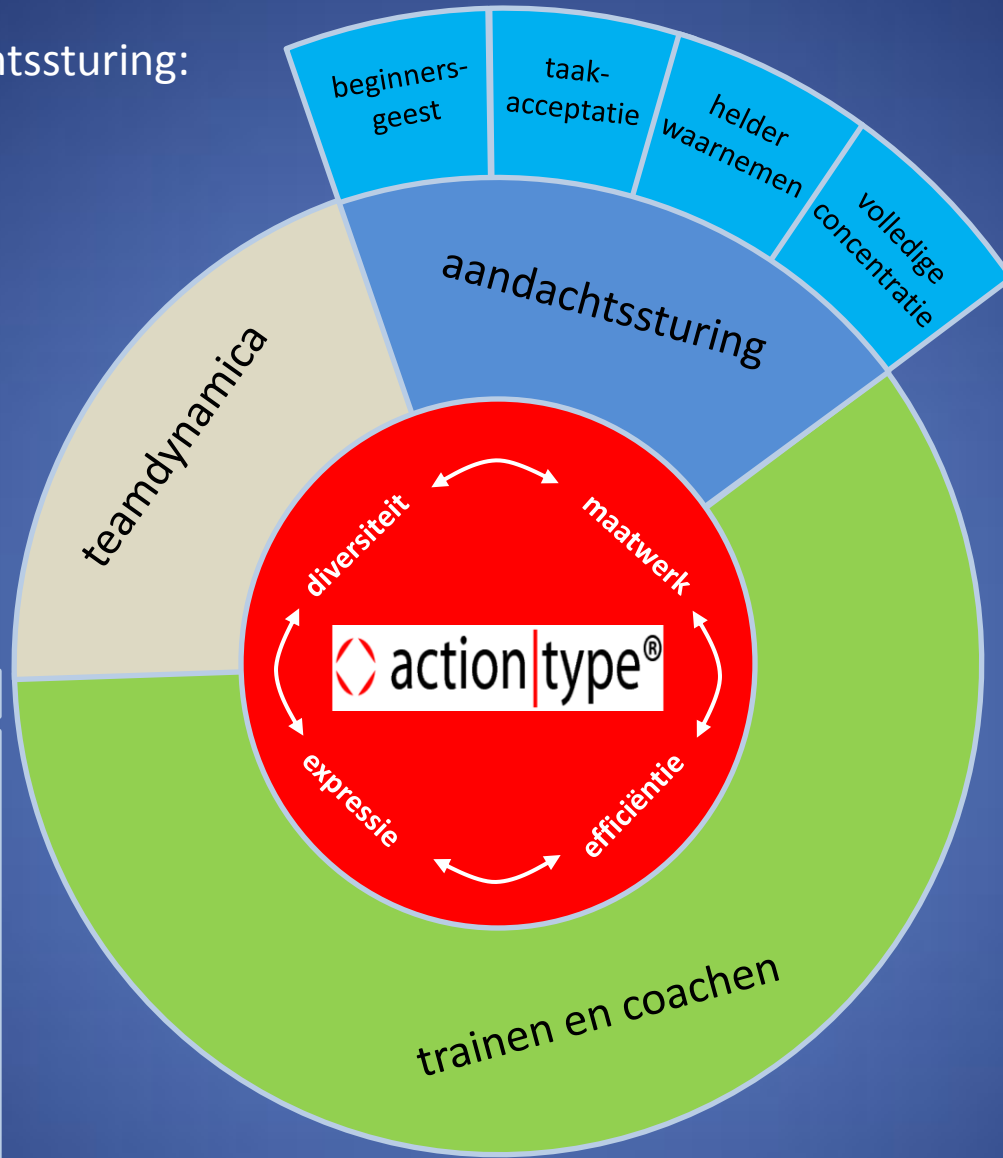 htssturing:
beginners-
geest
taak-
acceptatie
helder
waarnemen
volledige
concentratie
aandachtssturing
teamdynamica
diversiteit
maatwerk
action|type®
expressie
efficiëntie
trainen en coachen